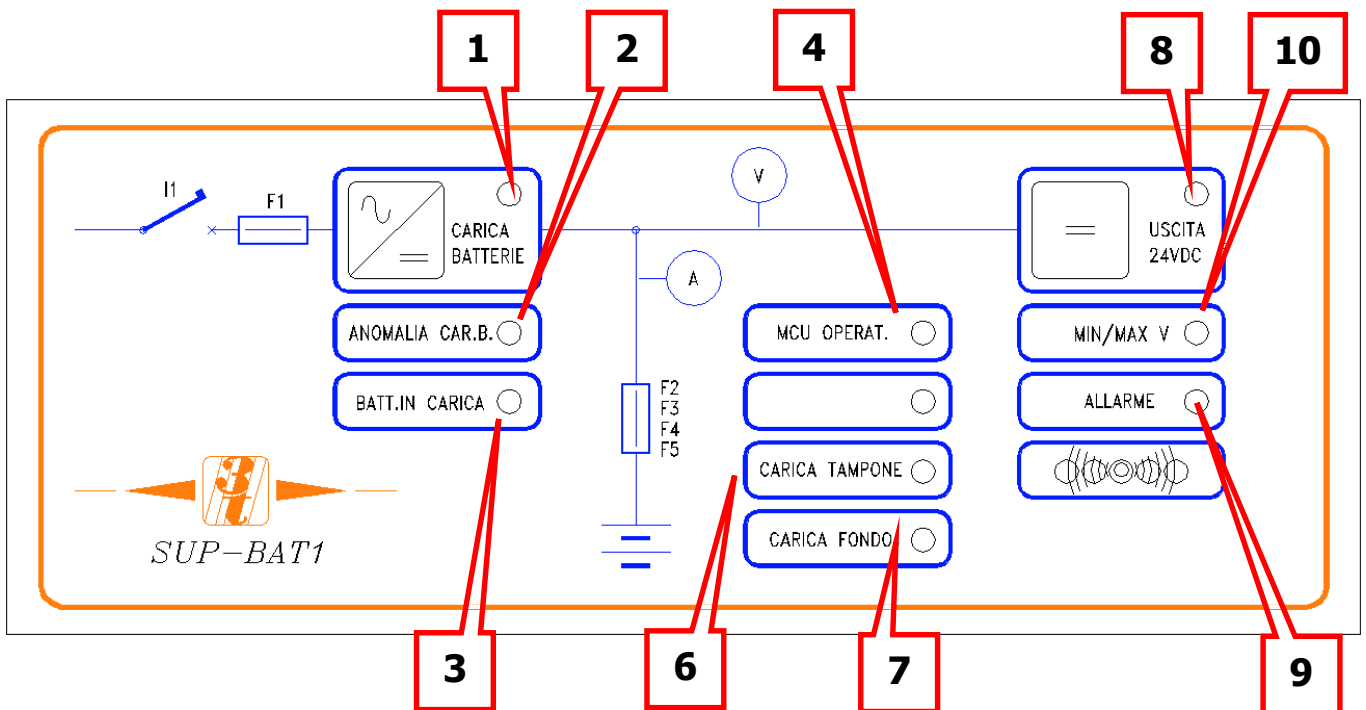 1
2
4
8
10
I1
F1
V
CARICA
BATTERIE
USCITA
24VDC
A
ANOMALIA CAR.B.
MCU OPERAT.
MIN/MAX V
BATT.IN CARICA
F2
F3
F4
F5
ALLARME
CARICA TAMPONE
CARICA FONDO
SUP-BAT1
3
6
7
9